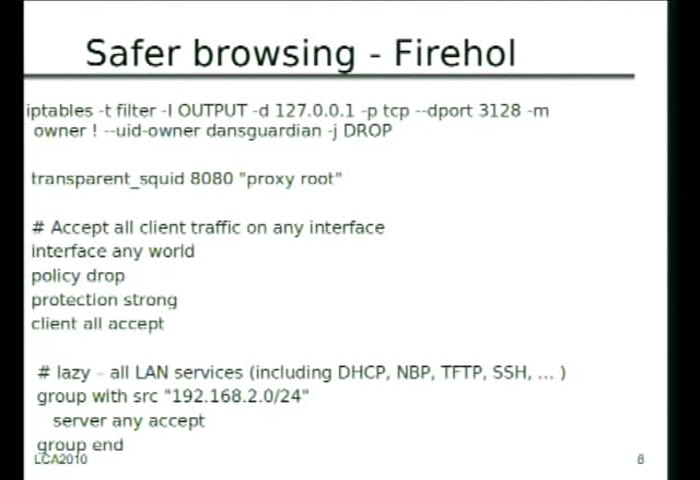 Safer browsing - Firehol
iptables -t filter -I OUTPUT -d 127.0.0.1 -p tcp --dport 3128 -m
owner ! --uid-owner dansguardian -j DROP
transparent_squid 8080 "proxy root"
# Accept all client traffic on any interface
interface any world
policy drop
protection strong
client all accept
# lazy - all LAN services (including DHCP, NBP, TFTP, SSH, ... )
group with src "192.168.2.0/24"
server any accept
group end
LCA2010
8